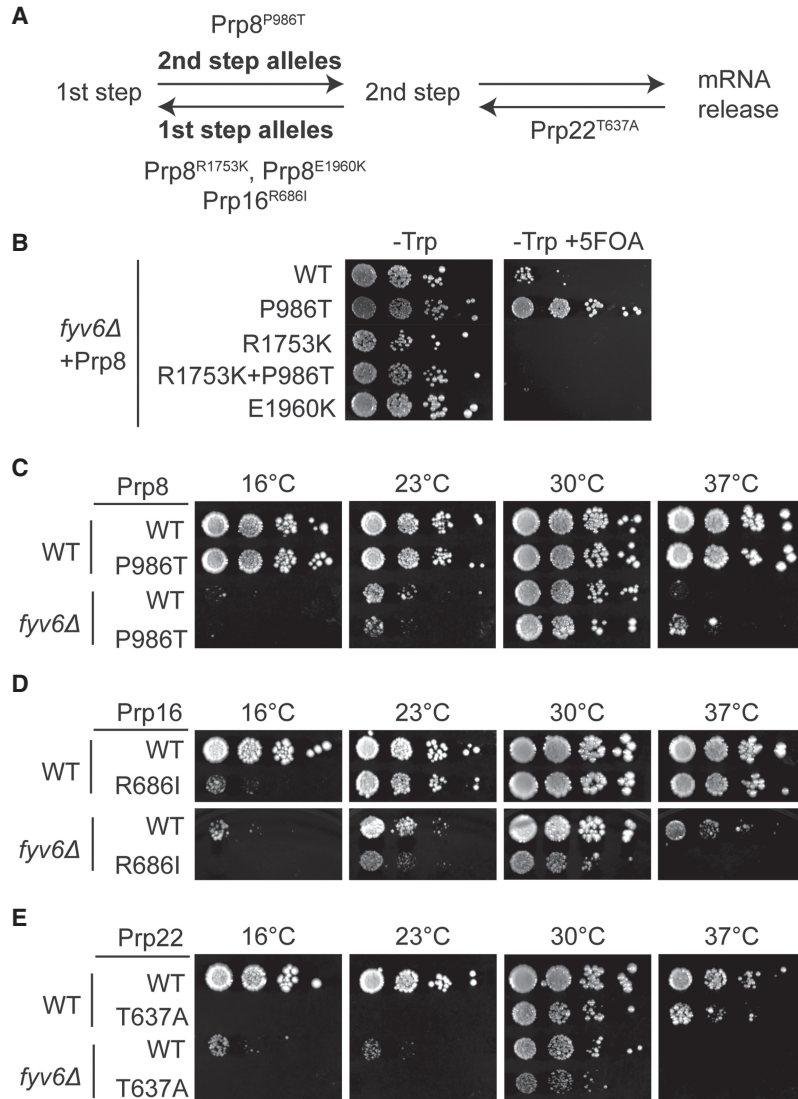 A
Prp8P986T
2nd step alleles
1st step
2nd step
mRNA
release
1st step alleles
Prp8R1753K, Prp8E1960K
Prp16R686I
Prp22T637A
B
-Trp
-Trp +5FOA
fyv6Δ
+Prp8
WT
P986T
R1753K
R1753K+P986T
E1960K
C
Prp8
16°C
23°C
30°C
37°C
WT
WT
P986T
fyv6Δ
WT
P986T
D
Prp16
16°C
23°C
30°C
37°C
WT
WT
R686I
fyv6Δ
WT
R686I
E
Prp22
16°C
23°C
30°C
37°C
WT
WT
T637A
fyv6Δ
WT
T637A